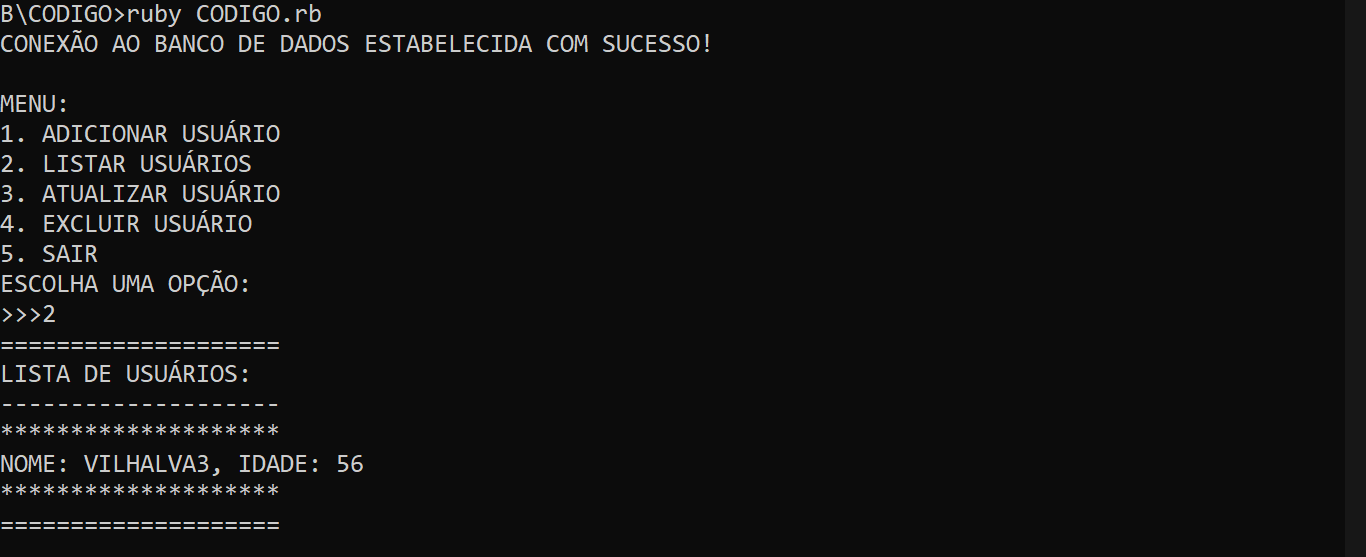 B\CODIGO>ruby CODIGO.rb
CONEXÃO AO BANCO DE DADOS ESTABELECIDA COM SUCESSO!
MENU:
1. ADICIONAR USUÁRIO
2. LISTAR USUÁRIOS
3. ATUALIZAR USUÁRIO
4. EXCLUIR USUÁRIO
5. SAIR
ESCOLHA UMA OPÇÃO:
>>>2
====================
LISTA DE USUÁRIOS:
--------------------
********************
NOME: VILHALVA3, IDADE: 56
********************
====================